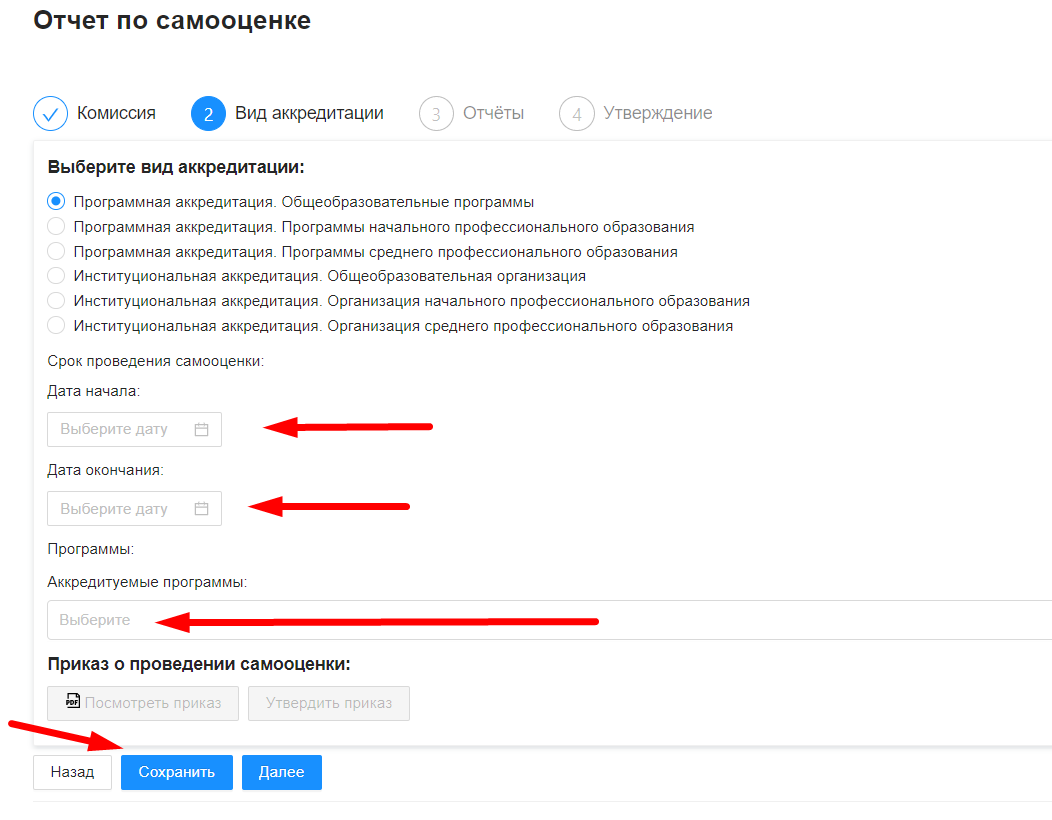 Отчет по самооценке
Комиссия 2 Вид аккредитации 3 Отчёты 4 Утверждение
Выберите вид аккредитации:
Программная аккредитация. Общеобразовательные программы
Программная аккредитация. Программы начального профессионального образования
Программная аккредитация. Программы среднего профессионального образования
Институциональная аккредитация. Общеобразовательная организация
Институциональная аккредитация. Организация начального профессионального образования
Институциональная аккредитация. Организация среднего профессионального образования
Срок проведения самооценки:
Дата начала:
Выберите дату
Дата окончания:
Выберите дату
Программы:
Аккредитуемые программы:
Выберите
Приказ о проведении самооценки:
PDF Посмотреть приказ Утвердить приказ
Назад Сохранить Далее